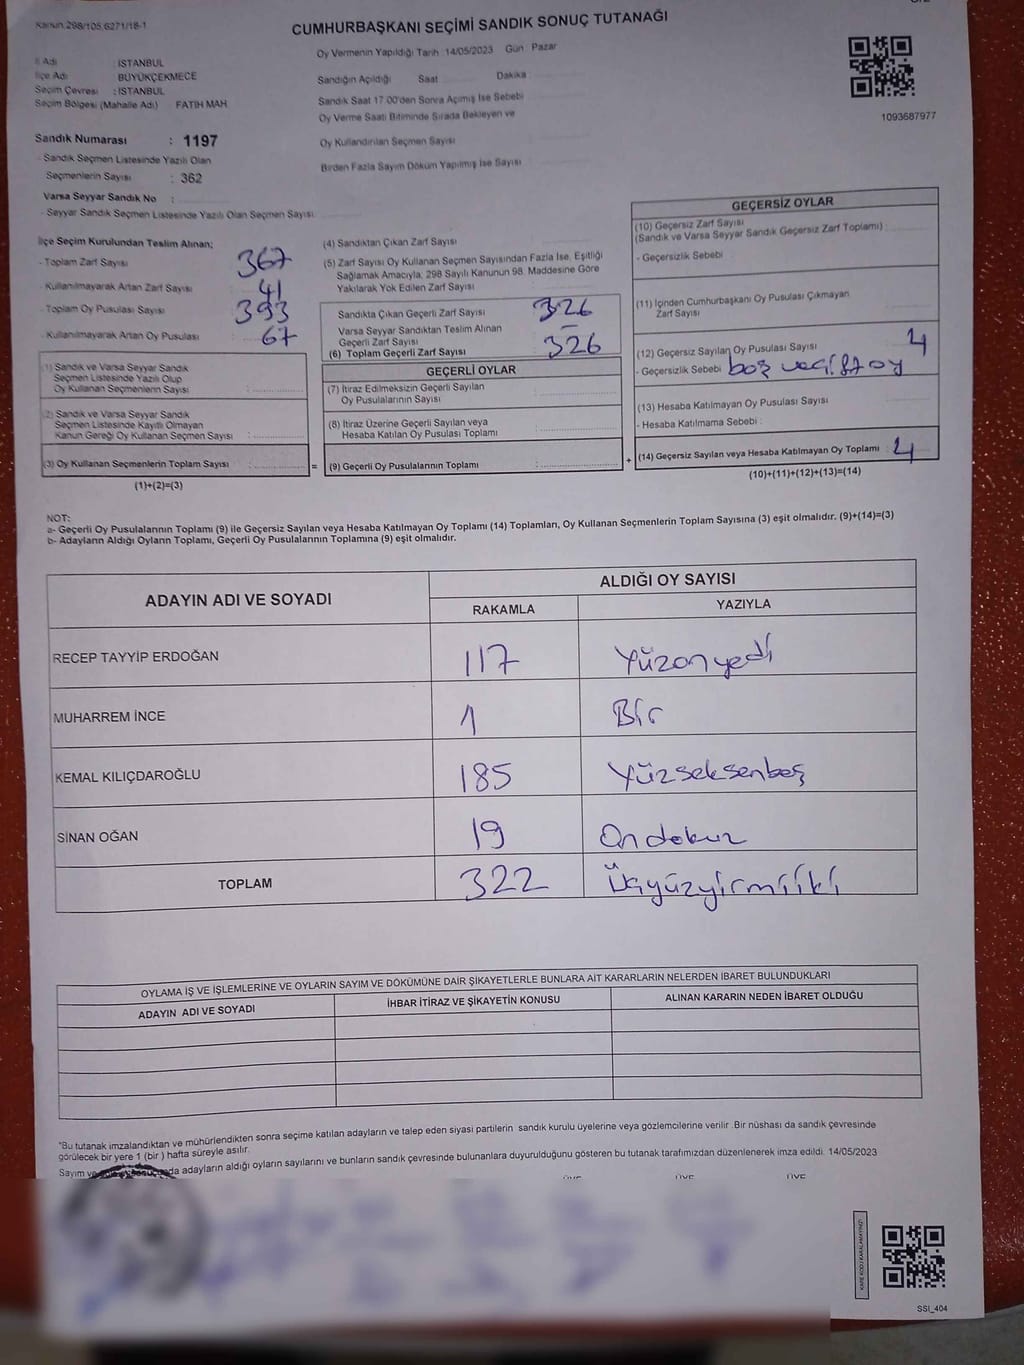 Kanun.298/105,6271/18-1
CUMHURBAŞKANI SEÇİMİ SANDIK SONUÇ TUTANAĞI
İl Adı : İSTANBUL
İlçe Adı : BÜYÜKÇEKMECE
Seçim Çevresi : İSTANBUL
Seçim Bölgesi (Mahalle Adı) FATİH MAH.
Sandık Numarası : 1197
- Sandık Seçmen Listesinde Yazılı Olan
Seçmenlerin Sayısı : 362
Varsa Seyyar Sandık No :
- Seyyar Sandık Seçmen Listesinde Yazılı Olan Seçmen Sayısı:
Oy Vermenin Yapıldığı Tarih 14/05/2023 Gün Pazar
Sandığın Açıldığı Saat Dakika
Sandık Saat 17.00'den Sonra Açılmış İse Sebebi
Oy Verme Saati Bitiminde Sırada Bekleyen ve
Oy Kullandırılan Seçmen Sayısı
Birden Fazla Sayım Döküm Yapılmış İse Sayısı
1093687977
İlçe Seçim Kurulundan Teslim Alınan;
- Toplam Zarf Sayısı 367
- Kullanılmayarak Artan Zarf Sayısı 41
- Toplam Oy Pusulası Sayısı 393
- Kullanılmayarak Artan Oy Pusulası 67
(1) Sandık ve Varsa Seyyar Sandık
Seçmen Listesinde Yazılı Olup
Oy Kullanan Seçmenlerin Sayısı :
(2) Sandık ve Varsa Seyyar Sandık
Seçmen Listesinde Kayıtlı Olmayan
Kanun Gereği Oy Kullanan Seçmen Sayısı :
(3) Oy Kullanan Seçmenlerin Toplam Sayısı :
(1)+(2)=(3)
(4) Sandıktan Çıkan Zarf Sayısı
(5) Zarf Sayısı Oy Kullanan Seçmen Sayısından Fazla İse, Eşitliği
Sağlamak Amacıyla; 298 Sayılı Kanunun 98. Maddesine Göre
Yakılarak Yok Edilen Zarf Sayısı
Sandıkta Çıkan Geçerli Zarf Sayısı 326
Varsa Seyyar Sandıktan Teslim Alınan
Geçerli Zarf Sayısı –
(6) Toplam Geçerli Zarf Sayısı 326
GEÇERLİ OYLAR
(7) İtiraz Edilmeksizin Geçerli Sayılan
Oy Pusulalarının Sayısı :
(8) İtiraz Üzerine Geçerli Sayılan veya
Hesaba Katılan Oy Pusulası Toplamı :
= (9) Geçerli Oy Pusulalarının Toplamı :
GEÇERSİZ OYLAR
(10) Geçersiz Zarf Sayısı
(Sandık ve Varsa Seyyar Sandık Geçersiz Zarf Toplamı) :
- Geçersizlik Sebebi :
(11) İçinden Cumhurbaşkanı Oy Pusulası Çıkmayan
Zarf Sayısı :
(12) Geçersiz Sayılan Oy Pusulası Sayısı : 4
- Geçersizlik Sebebi boş ve çift oy
(13) Hesaba Katılmayan Oy Pusulası Sayısı :
- Hesaba Katılmama Sebebi :
+ (14) Geçersiz Sayılan veya Hesaba Katılmayan Oy Toplamı : 4
(10)+(11)+(12)+(13)=(14)
NOT:
a- Geçerli Oy Pusulalarının Toplamı (9) ile Geçersiz Sayılan veya Hesaba Katılmayan Oy Toplamı (14) Toplamları, Oy Kullanan Seçmenlerin Toplam Sayısına (3) eşit olmalıdır. (9)+(14)=(3)
b- Adayların Aldığı Oyların Toplamı, Geçerli Oy Pusulalarının Toplamına (9) eşit olmalıdır.
ADAYIN ADI VE SOYADI ALDIĞI OY SAYISI
RAKAMLA YAZIYLA
RECEP TAYYİP ERDOĞAN 117 Yüzonyedi
MUHARREM İNCE 1 Bir
KEMAL KILIÇDAROĞLU 185 Yüzseksenbeş
SİNAN OĞAN 19 Ondokuz
TOPLAM 322 Üçyüzyirmiiki
OYLAMA İŞ VE İŞLEMLERİNE VE OYLARIN SAYIM VE DÖKÜMÜNE DAİR ŞİKAYETLERLE BUNLARA AİT KARARLARIN NELERDEN İBARET BULUNDUKLARI
ADAYIN ADI VE SOYADI İHBAR İTİRAZ VE ŞİKAYETİN KONUSU ALINAN KARARIN NEDEN İBARET OLDUĞU
"Bu tutanak imzalandıktan ve mühürlendikten sonra seçime katılan adayların ve talep eden siyasi partilerin sandık kurulu üyelerine veya gözlemcilerine verilir .Bir nüshası da sandık çevresinde
görülecek bir yere 1 (bir ) hafta süreyle asılır.
Sayım ve da adayların aldığı oyların sayılarını ve bunların sandık çevresinde bulunanlara duyurulduğunu gösteren bu tutanak tarafımızdan düzenlenerek imza edildi. 14/05/2023
ÜYE ÜYE ÜYE
KARE KODU KARALAMAYINIZ!
SSI_404